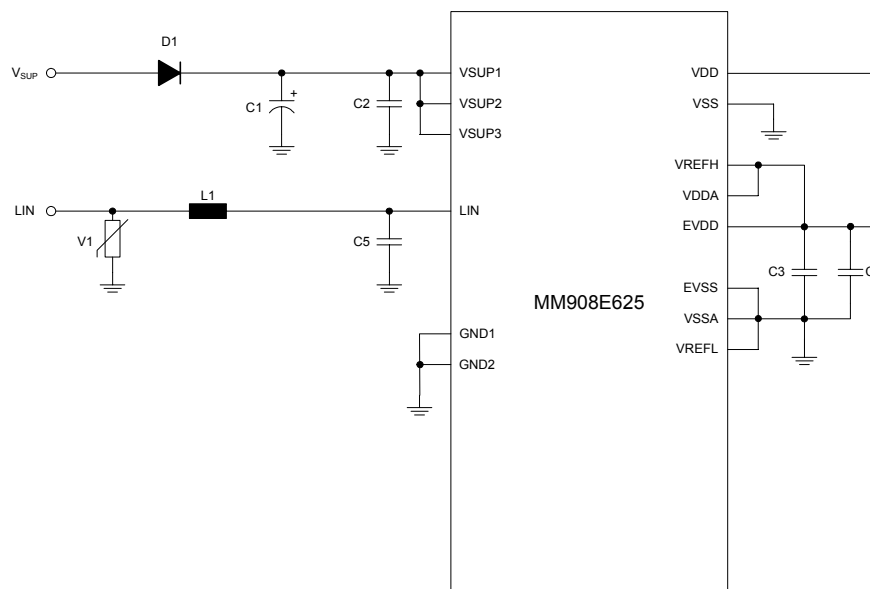 D1
VSUP
C1
+
C2
VSUP1
VSUP2
VSUP3
VDD
VSS
VREFH
VDDA
EVDD
LIN
L1
V1
C5
LIN
C3
C
EVSS
VSSA
VREFL
MM908E625
GND1
GND2